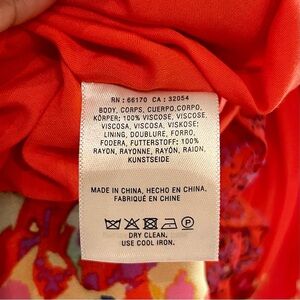 RN : 66170 CA : 32054
BODY, CORPS, CUERPO,CORPO,
KÖRPER: 100% VISCOSE, VISCOSE,
VISCOSA, VISCOSA, VISKOSE;
LINING, DOUBLURE, FORRO,
FODERA, FUTTERSTOFF: 100%
RAYON, RAYONNE, RAYÓN, RAION,
KUNSTSEIDE
MADE IN CHINA, HECHO EN CHINA,
FABRIQUÉ EN CHINE
P
DRY CLEAN.
USE COOL IRON.